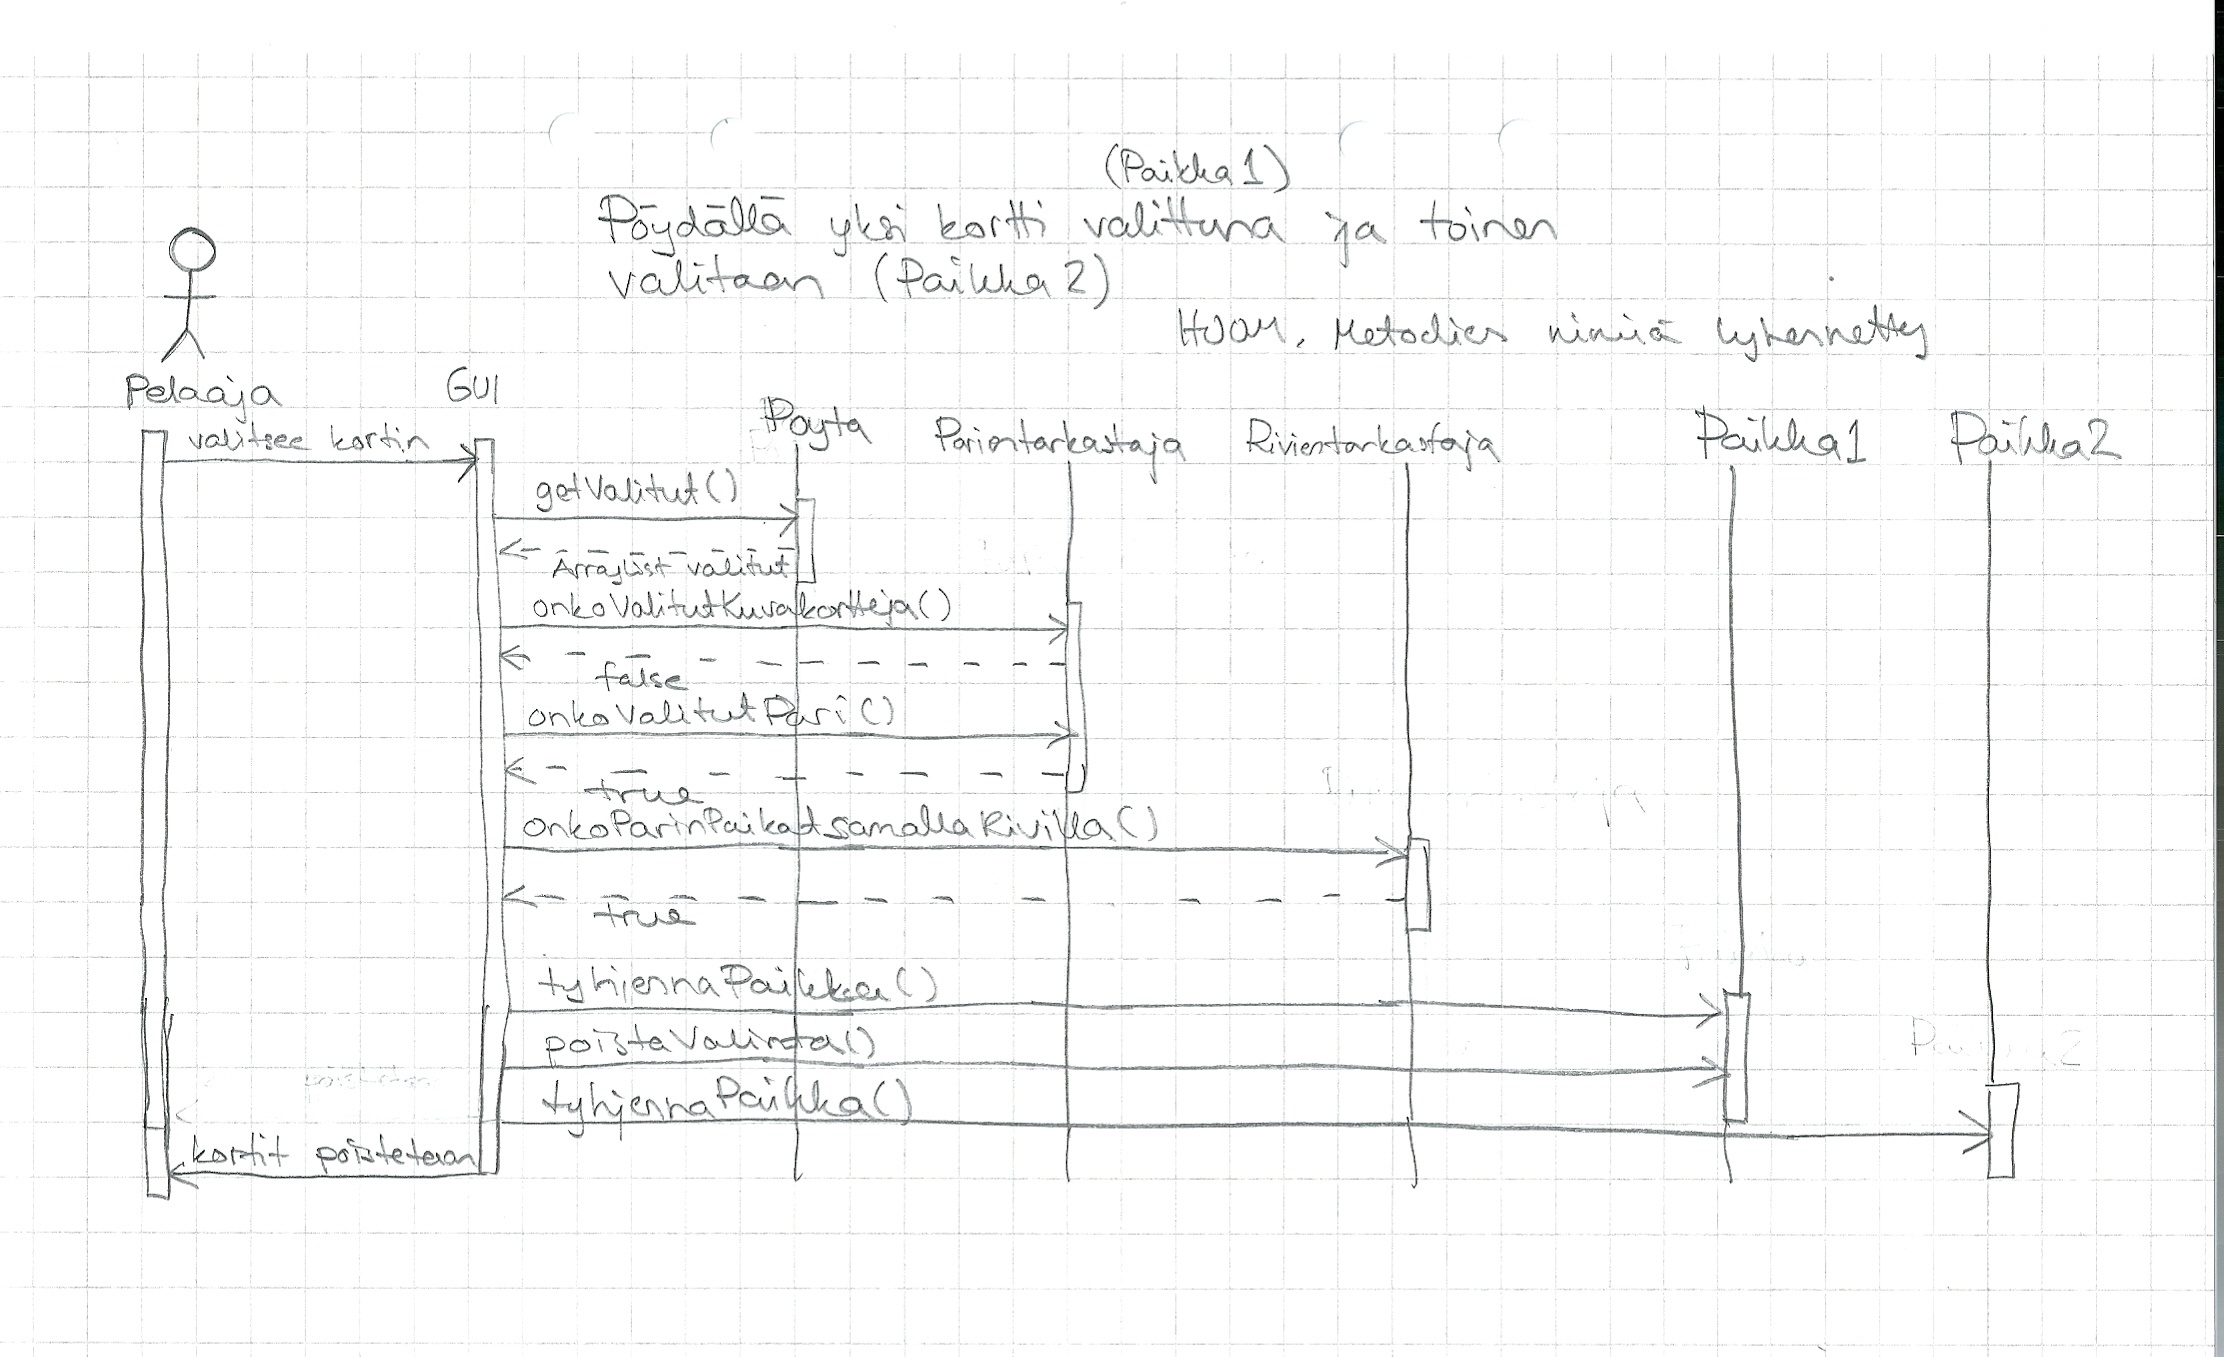 (Paikka 1)
Pöydällä yksi kortti valittuna ja toinen
valitaan (Paikka 2)
HUOM. Metodien nimiä lyhennetty
Pelaaja
GUI
Poyta
Parientarkastaja
Rivientarkastaja
Paikka1
Paikka2
valitsee kortin
getValitut()
ArrayList valitut
onkoValitutKuvakortteja()
false
onkoValitutPari()
true
onkoParinPaikatsamallaRivilla()
true
tyhjennaPaikka()
poistaValinta()
tyhjennaPaikka()
kortit poistetaan